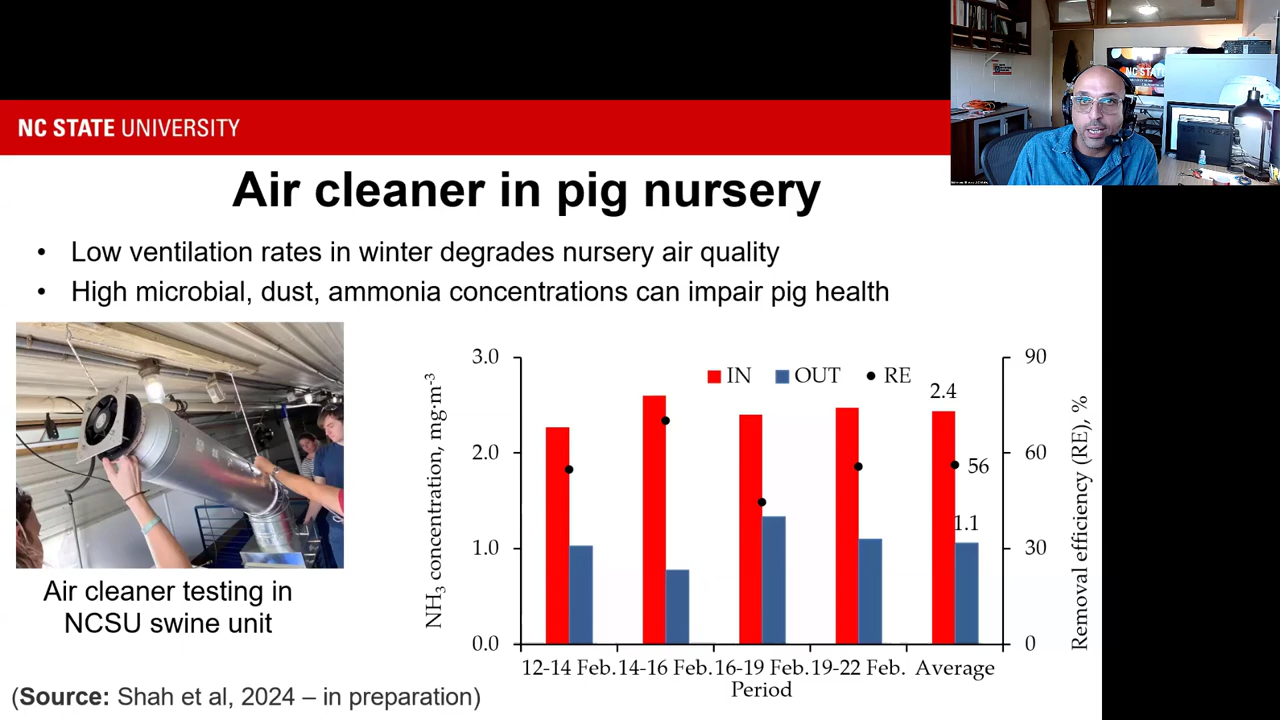 NC STATE
NC STATE UNIVERSITY
Air cleaner in pig nursery
• Low ventilation rates in winter degrades nursery air quality
• High microbial, dust, ammonia concentrations can impair pig health
Air cleaner testing in
NCSU swine unit
(Source: Shah et al, 2024 – in preparation)
NH₃ concentration, mg·m⁻³
3.0
2.0
1.0
0.0
IN OUT RE
2.4
56
1.1
90
60
30
0
Removal efficiency (RE), %
12-14 Feb. 14-16 Feb. 16-19 Feb. 19-22 Feb. Average
Period